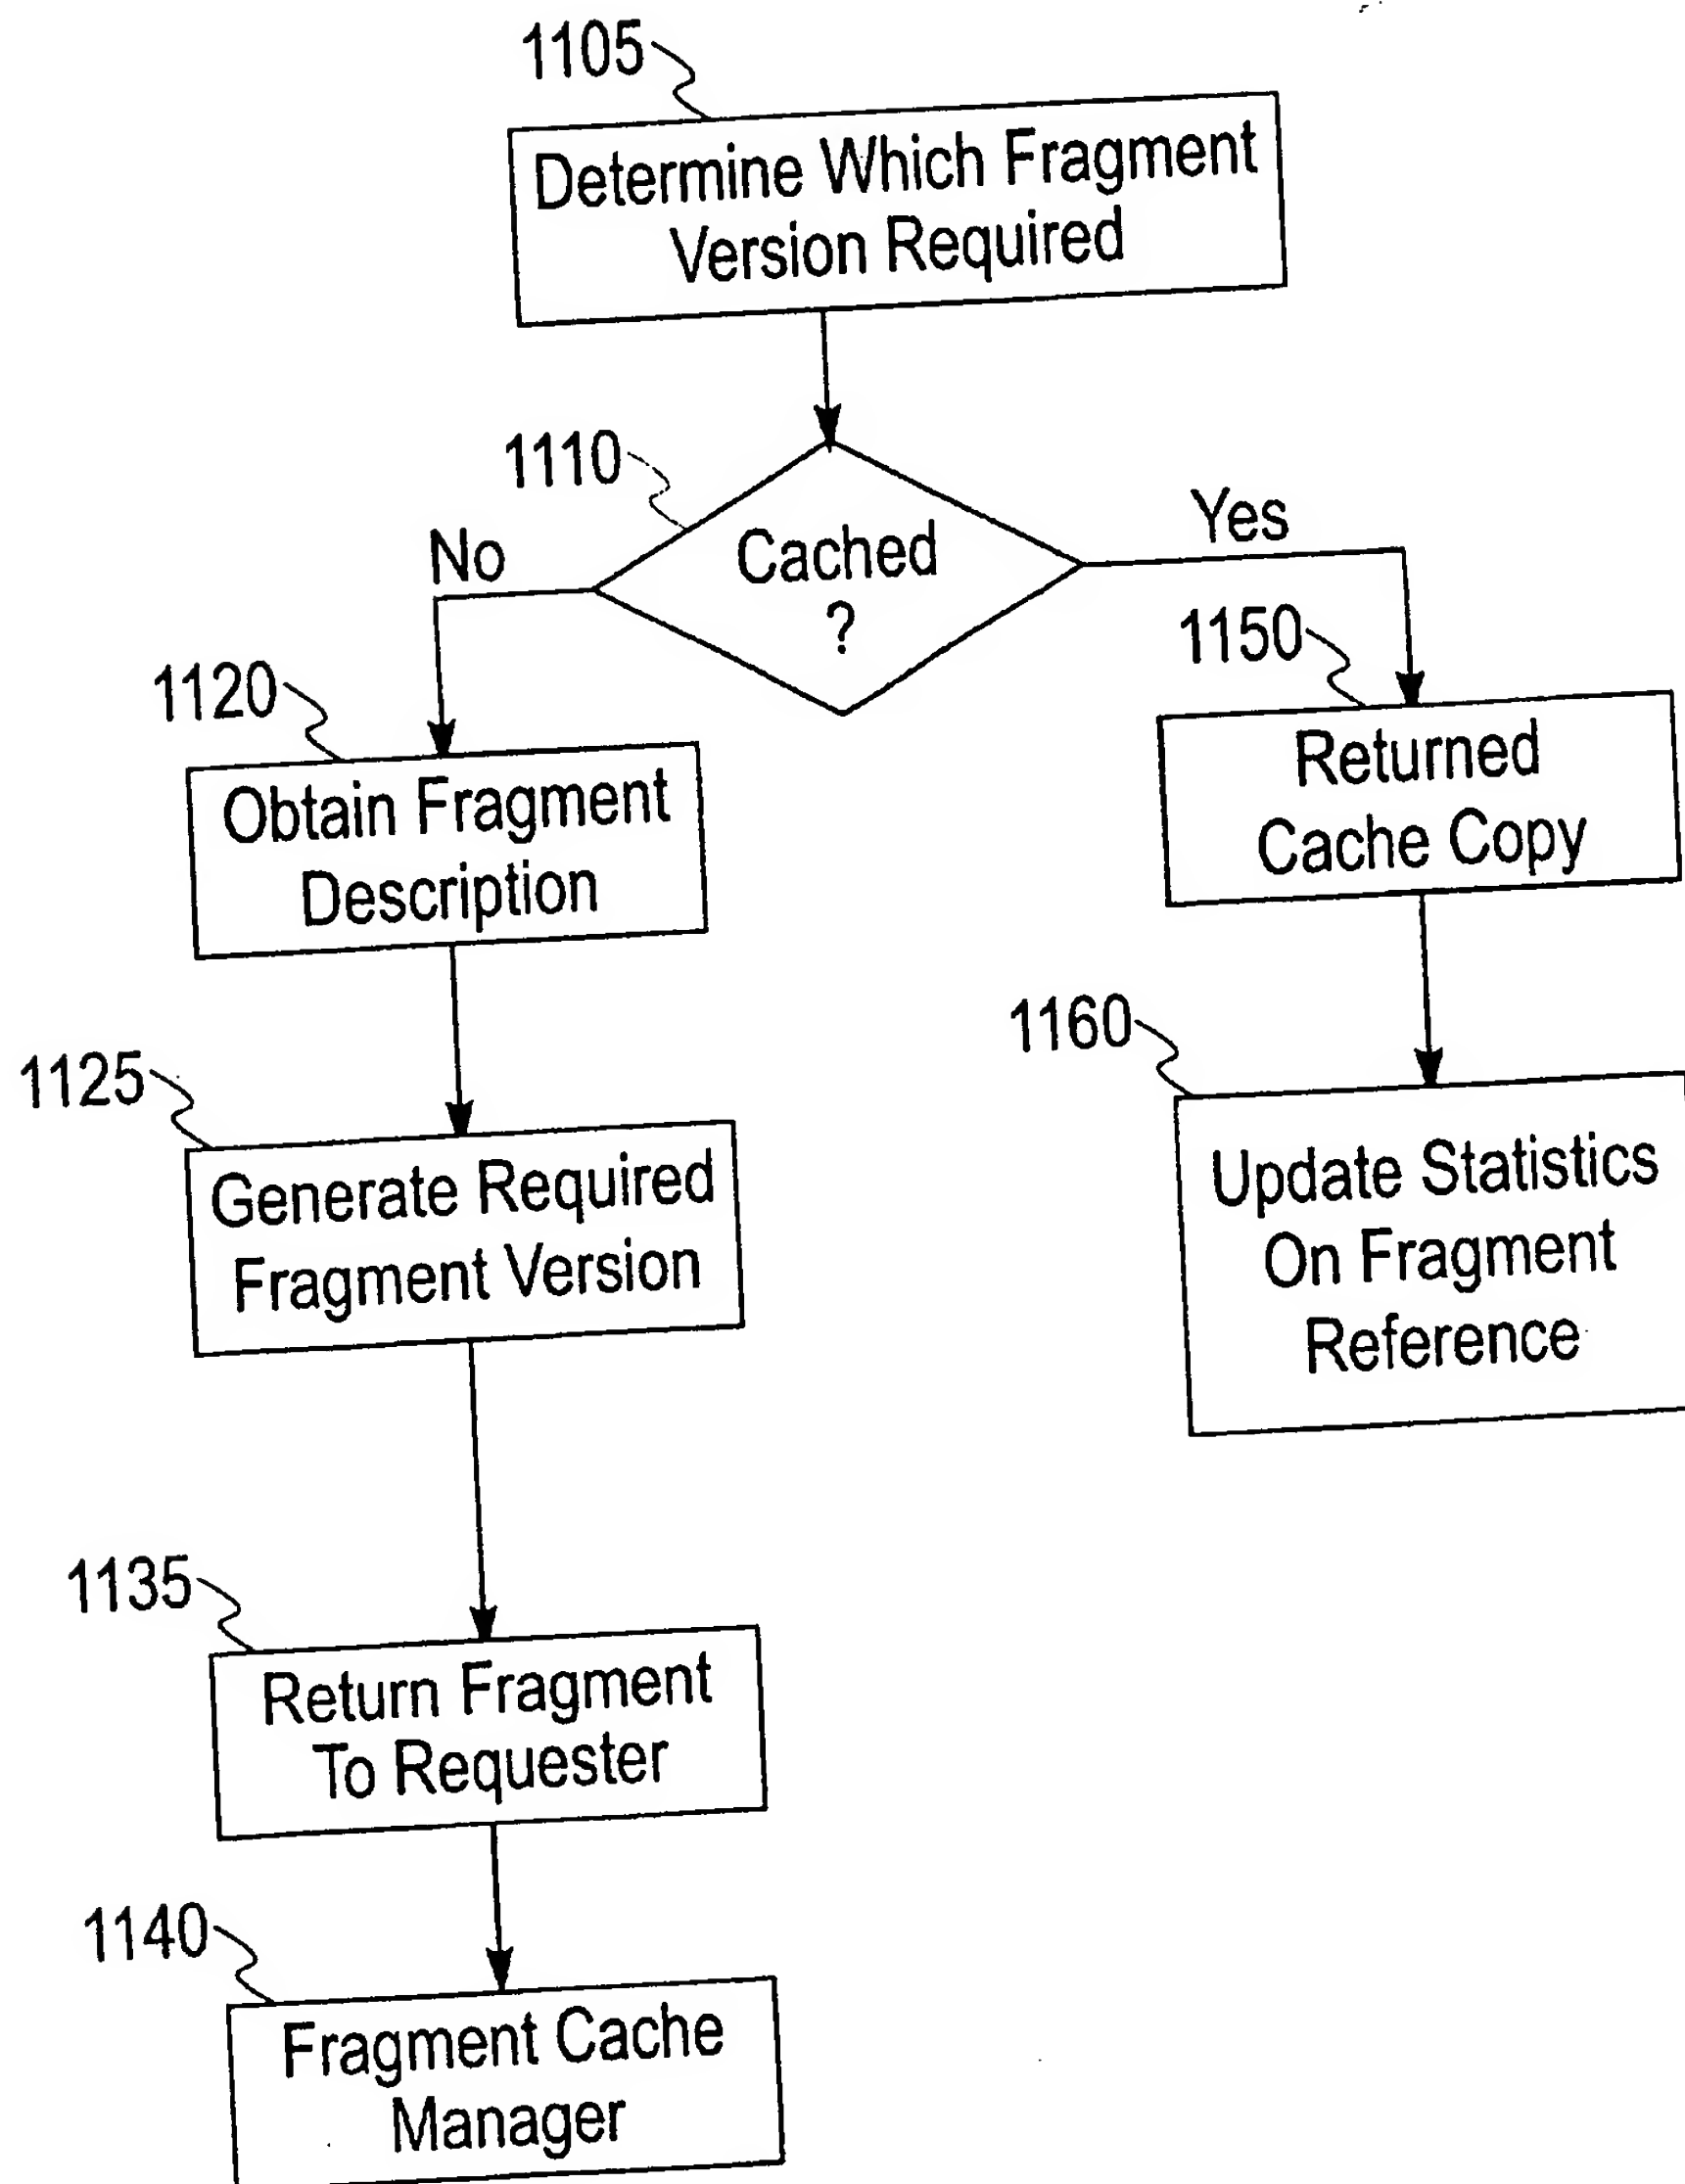 1105
Determine Which Fragment
Version Required
1110
Cached
?
No
Yes
1120
Obtain Fragment
Description
1150
Returned
Cache Copy
1125
Generate Required
Fragment Version
1160
Update Statistics
On Fragment
Reference
1135
Return Fragment
To Requester
1140
Fragment Cache
Manager